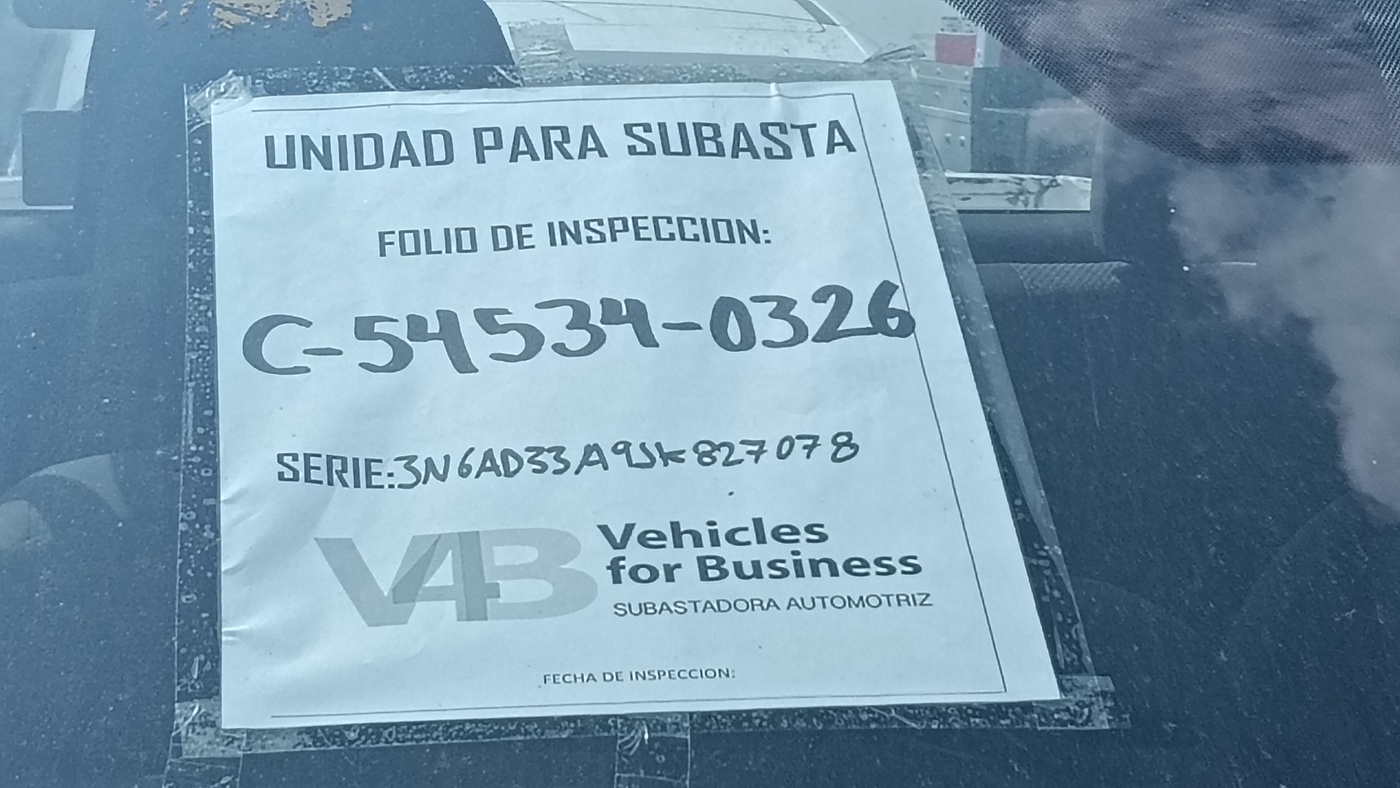 UNIDAD PARA SUBASTA
FOLIO DE INSPECCION:
C-54534-0326
SERIE:3N6AD33A9JK827078
V4B Vehicles
for Business
SUBASTADORA AUTOMOTRIZ
FECHA DE INSPECCION: